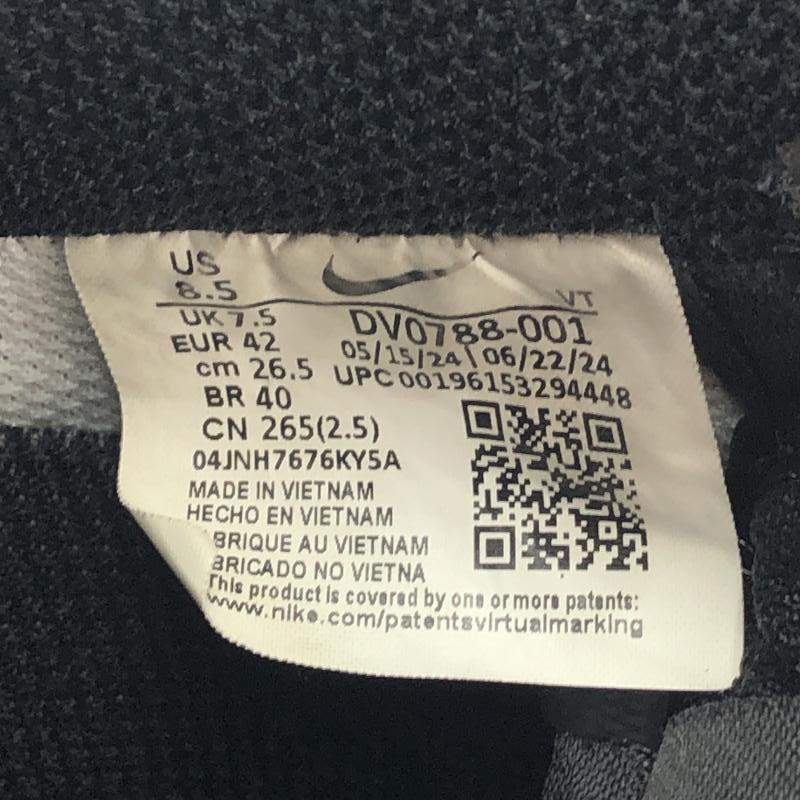 US
8.5
VT
UK 7.5
DV0788-001
EUR 42
05/15/24\06/22/24
cm 26.5
UPC 00196153294448
BR 40
CN 265(2.5)
04JNH7676KY5A
MADE IN VIETNAM
HECHO EN VIETNAM
BRIQUE AU VIETNAM
BRICADO NO VIETNA
This product is covered by one or more patents:
www.nike.com/patentsvirtualmarking